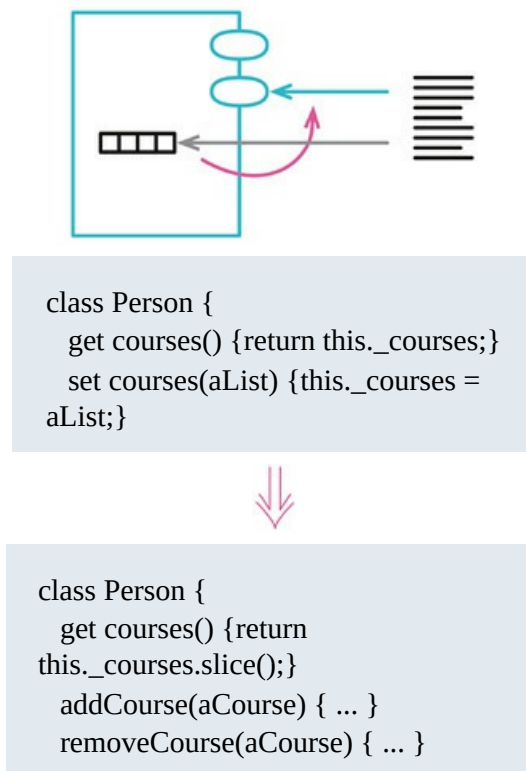 class Person {
get courses() {return this._courses;}
set courses(aList) {this._courses =
aList;}
class Person {
get courses() {return
this._courses.slice();}
addCourse(aCourse) { ... }
removeCourse(aCourse) { ... }